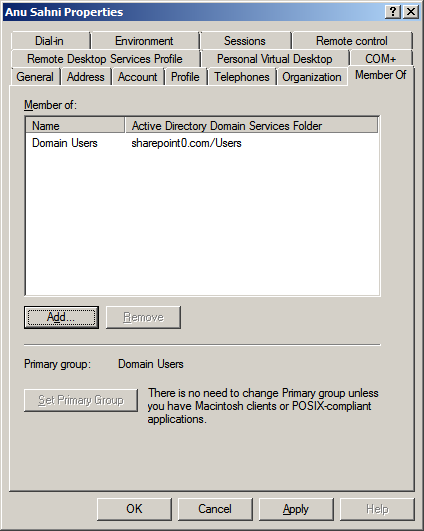 Anu Sahni Properties
Dial-in Environment Sessions Remote control
Remote Desktop Services Profile Personal Virtual Desktop COM+
General Address Account Profile Telephones Organization Member Of
Member of:
Name Active Directory Domain Services Folder
Domain Users sharepoint0.com/Users
Add... Remove
Primary group: Domain Users
Set Primary Group
There is no need to change Primary group unless
you have Macintosh clients or POSIX-compliant
applications.
OK Cancel Apply Help